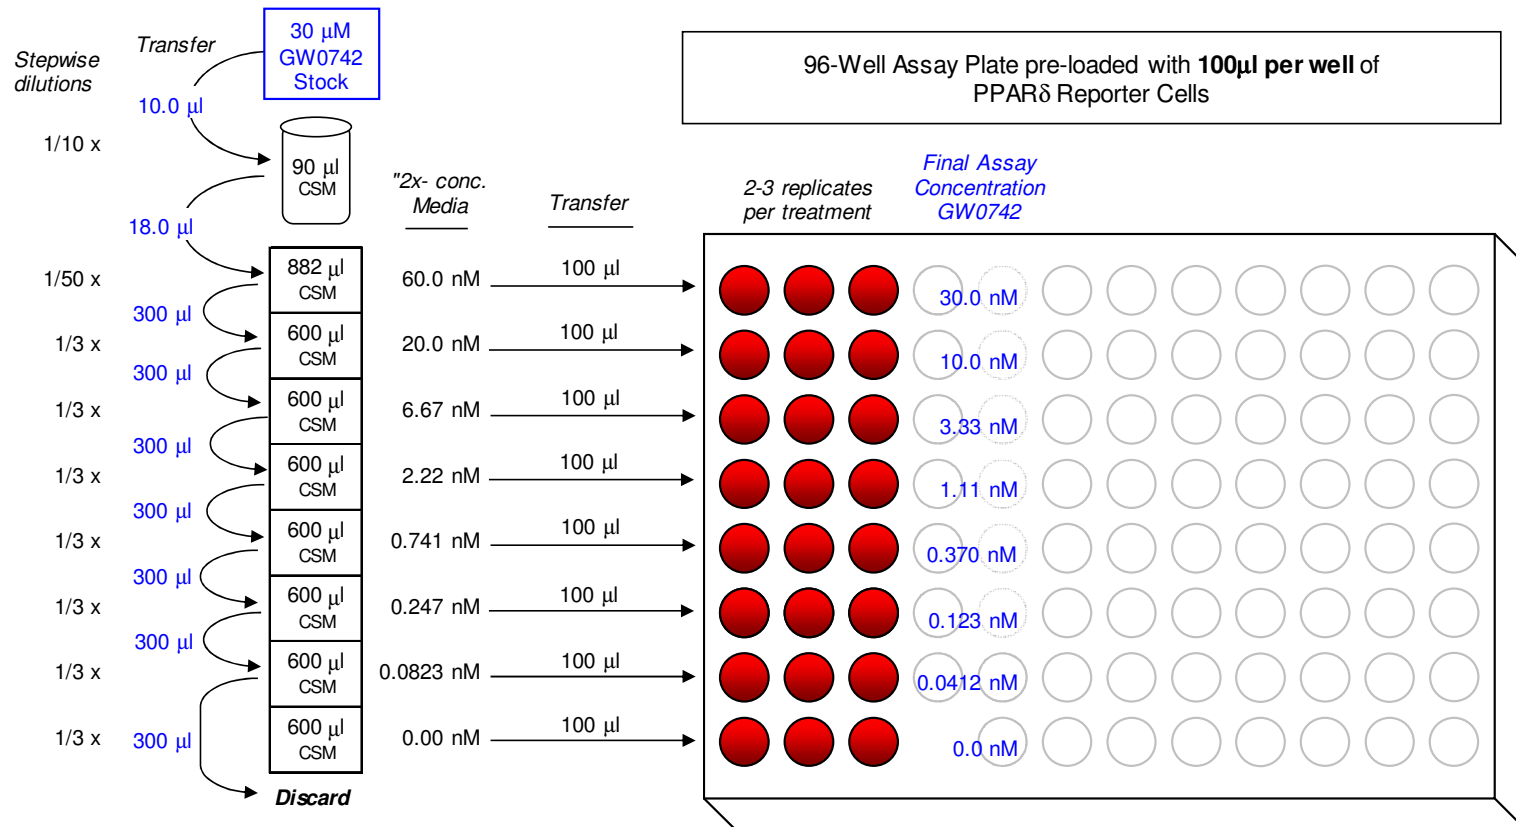 Stepwise
dilutions
Transfer
30 μM
GW0742
Stock
96-Well Assay Plate pre-loaded with 100μl per well of
PPARδ Reporter Cells
10.0 μl
1/10 x
90 μl
CSM
18.0 μl
"2x- conc.
Media
Transfer
2-3 replicates
per treatment
Final Assay
Concentration
GW0742
1/50 x
882 μl
CSM
60.0 nM
100 μl
30.0 nM
300 μl
1/3 x
600 μl
CSM
20.0 nM
100 μl
10.0 nM
300 μl
1/3 x
600 μl
CSM
6.67 nM
100 μl
3.33 nM
300 μl
1/3 x
600 μl
CSM
2.22 nM
100 μl
1.11 nM
300 μl
1/3 x
600 μl
CSM
0.741 nM
100 μl
0.370 nM
300 μl
1/3 x
600 μl
CSM
0.247 nM
100 μl
0.123 nM
300 μl
1/3 x
600 μl
CSM
0.0823 nM
100 μl
0.0412 nM
1/3 x
300 μl
600 μl
CSM
0.00 nM
100 μl
0.0 nM
Discard